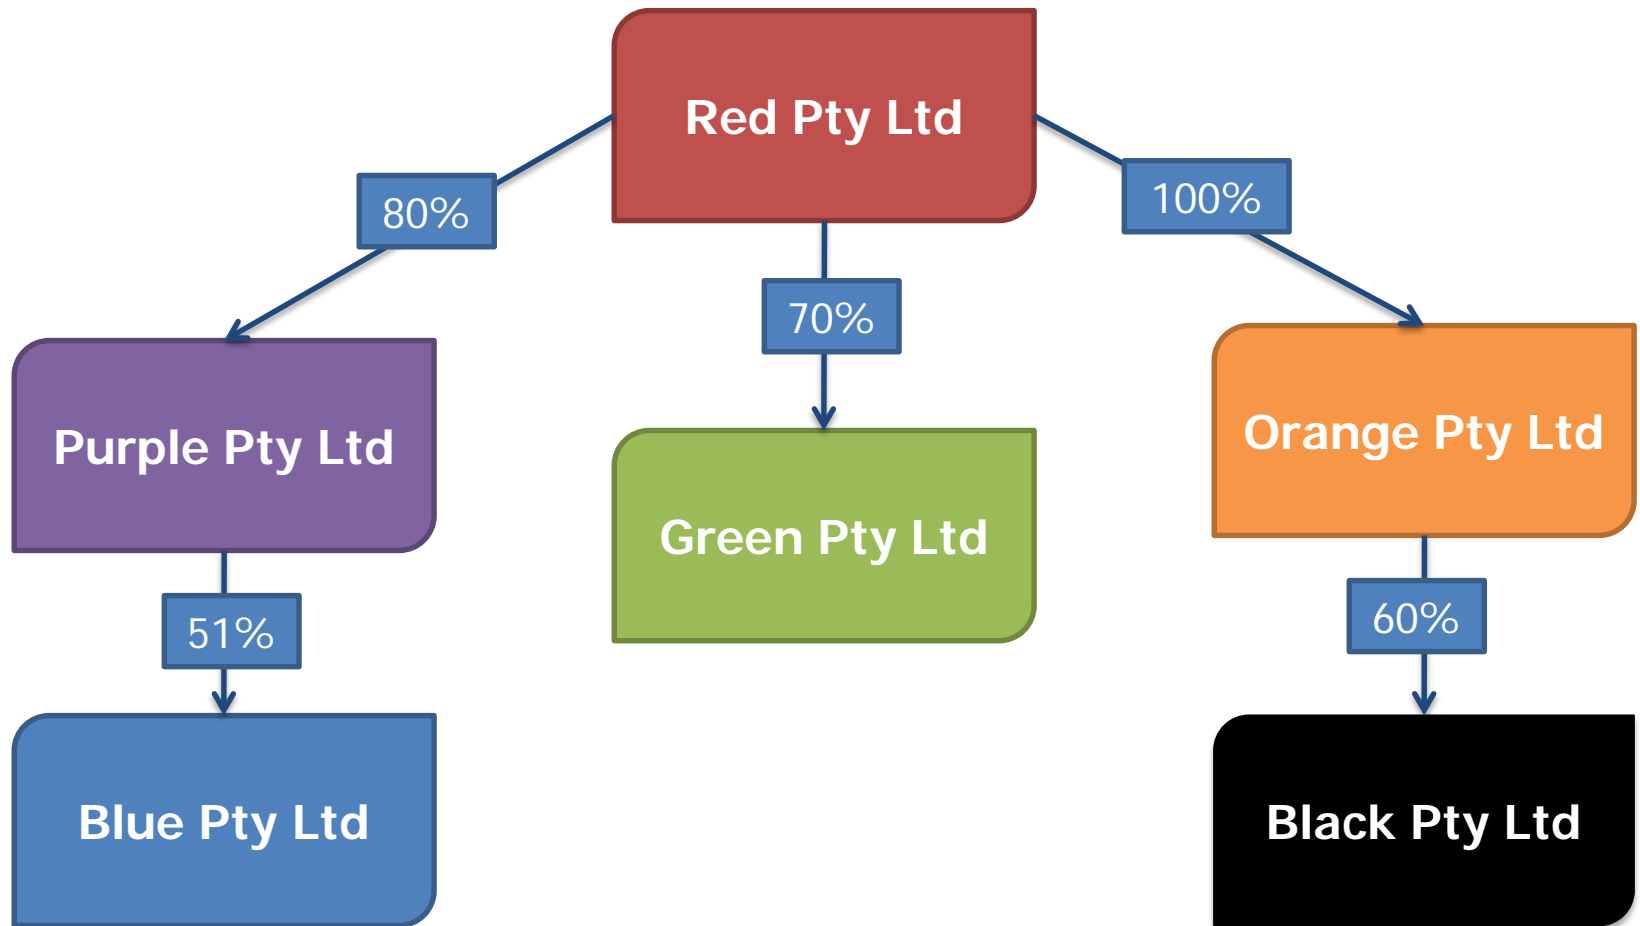 Red Pty Ltd
80%
100%
70%
Purple Pty Ltd
Orange Pty Ltd
Green Pty Ltd
51%
60%
Blue Pty Ltd
Black Pty Ltd